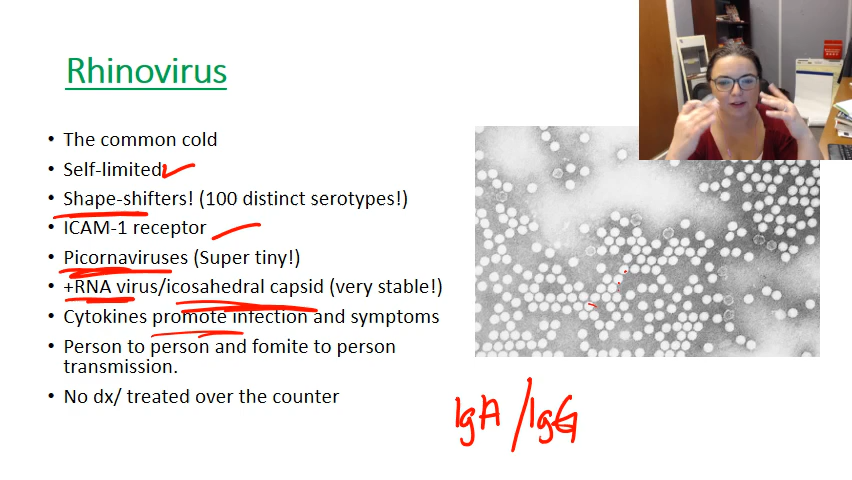 Rhinovirus
• The common cold
• Self-limited
• Shape-shifters! (100 distinct serotypes!)
• ICAM-1 receptor
• Picornaviruses (Super tiny!)
• +RNA virus/icosahedral capsid (very stable!)
• Cytokines promote infection and symptoms
• Person to person and fomite to person
transmission.
• No dx/ treated over the counter
IgA/IgG